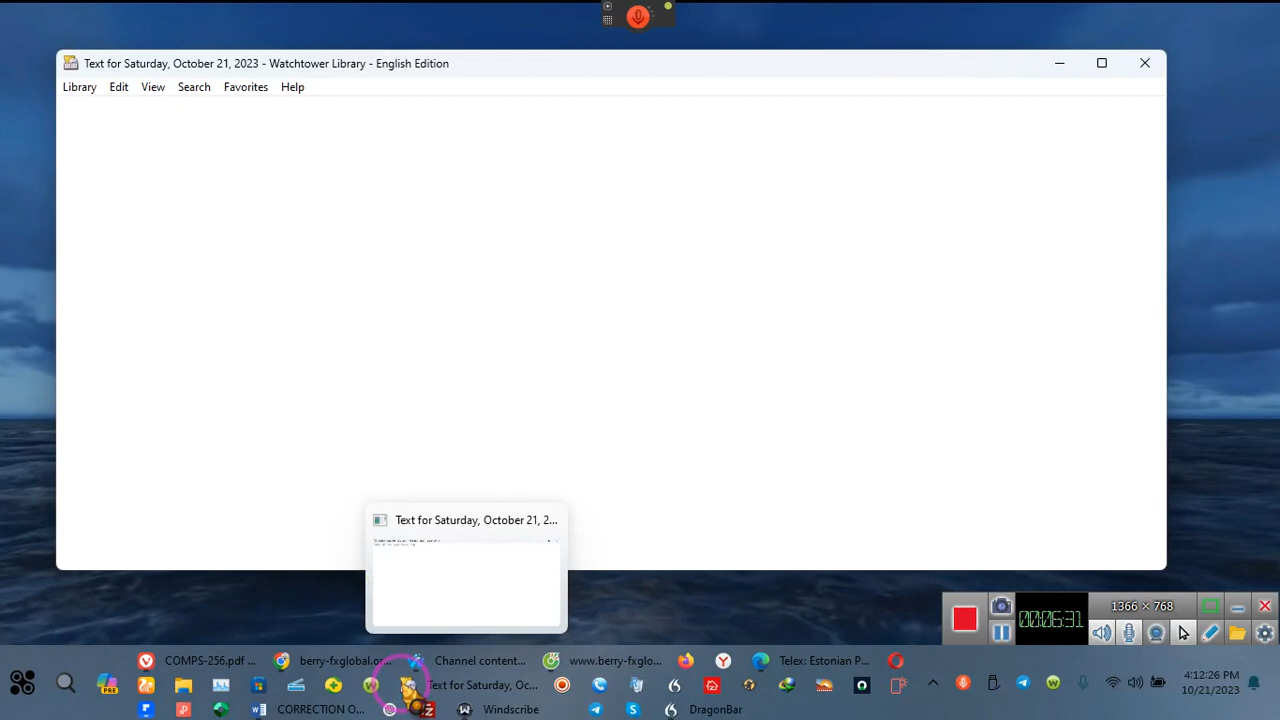 Text for Saturday, October 21, 2023 - Watchtower Library - English Edition
Library Edit View Search Favorites Help
Text for Saturday, October 21, 2...
00:06:31
1366 × 768
COMPS-256.pdf ...
berry-fxglobal.or...
Channel content...
www.berry-fxglo...
Telex: Estonian P...
PRE
Text for Saturday, Oc...
4:12:26 PM
10/21/2023
CORRECTION O...
Windscribe
DragonBar